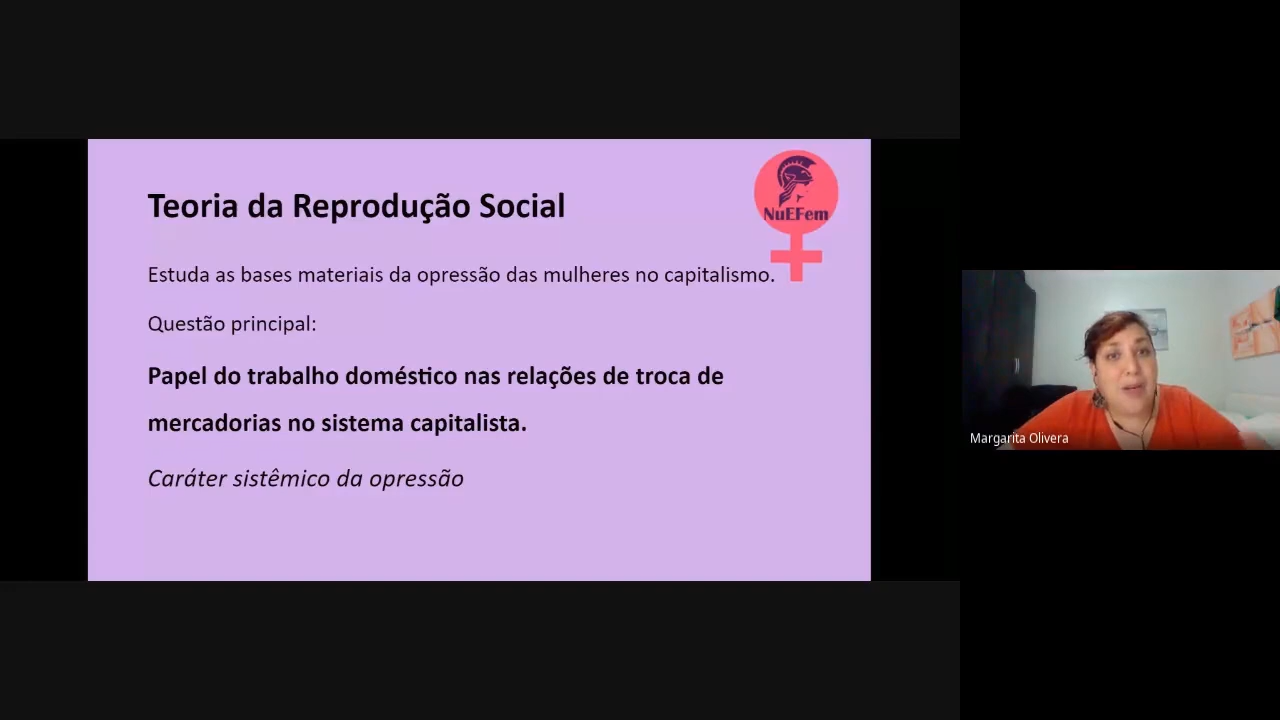 Teoria da Reprodução Social
NuEFem
Estuda as bases materiais da opressão das mulheres no capitalismo.
Questão principal:
Papel do trabalho doméstico nas relações de troca de
mercadorias no sistema capitalista.
Caráter sistêmico da opressão
Margarita Olivera